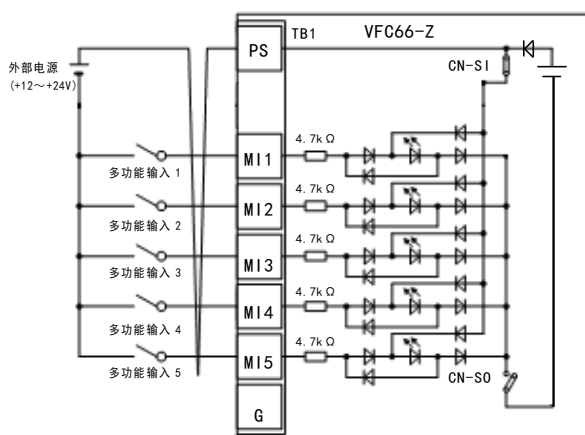 TB1
VFC66-Z
PS
CN-SI
外部电源
(+12～+24V)
4.7kΩ
MI1
多功能输入 1
4.7kΩ
MI2
多功能输入 2
4.7kΩ
MI3
多功能输入 3
4.7kΩ
MI4
多功能输入 4
4.7kΩ
MI5
多功能输入 5
CN-SO
G